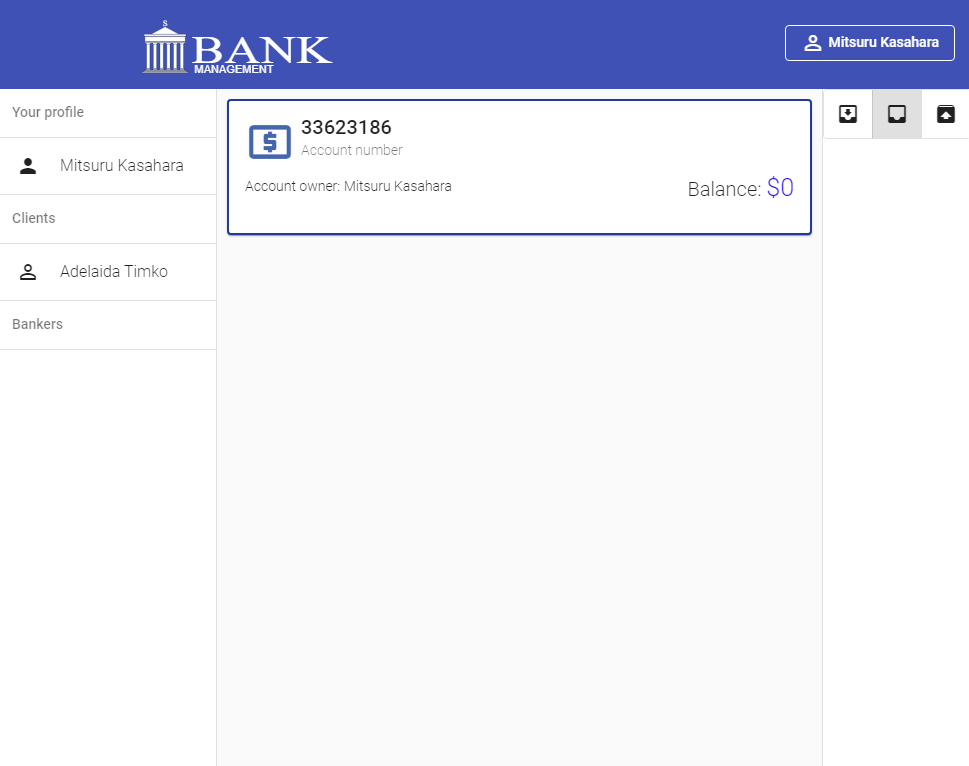 $
BANK
MANAGEMENT
Mitsuru Kasahara
Your profile
Mitsuru Kasahara
Clients
Adelaida Timko
Bankers
$
33623186
Account number
Account owner: Mitsuru Kasahara
Balance: $0